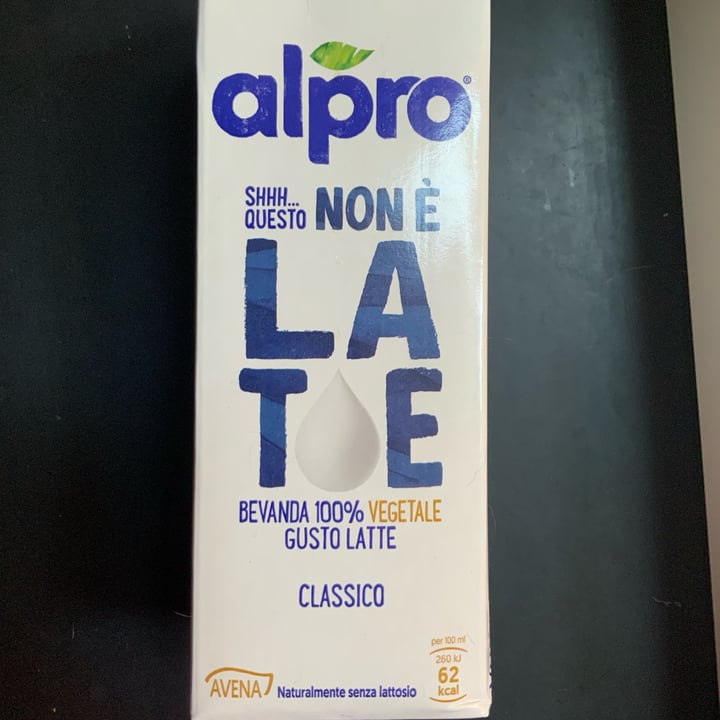 alpro®
SHHH... QUESTO NON È
LA
T E
BEVANDA 100% VEGETALE
GUSTO LATTE
CLASSICO
per 100 ml
260 kJ
62
kcal
AVENA Naturalmente senza lattosio